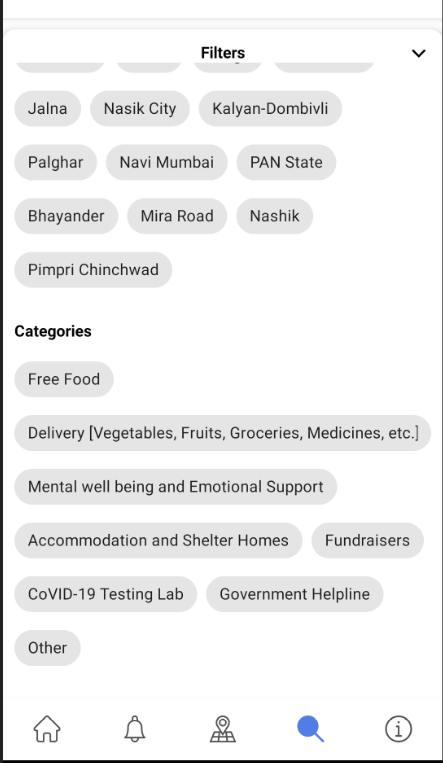 Filters
Jalna Nasik City Kalyan-Dombivli
Palghar Navi Mumbai PAN State
Bhayander Mira Road Nashik
Pimpri Chinchwad
Categories
Free Food
Delivery [Vegetables, Fruits, Groceries, Medicines, etc.]
Mental well being and Emotional Support
Accommodation and Shelter Homes Fundraisers
CoVID-19 Testing Lab Government Helpline
Other